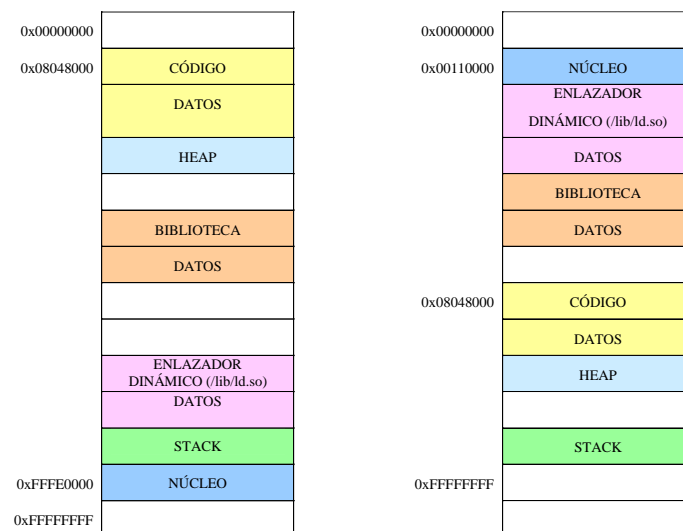 0x00000000
0x08048000
CÓDIGO
DATOS
HEAP
BIBLIOTECA
DATOS
ENLAZADOR
DINÁMICO (/lib/ld.so)
DATOS
STACK
0xFFFE0000
NÚCLEO
0xFFFFFFFF
0x00000000
0x00110000
NÚCLEO
ENLAZADOR
DINÁMICO (/lib/ld.so)
DATOS
BIBLIOTECA
DATOS
0x08048000
CÓDIGO
DATOS
HEAP
STACK
0xFFFFFFFF